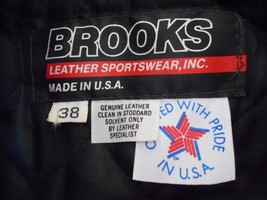 BROOKS
LEATHER SPORTSWEAR, INC.
MADE IN U.S.A.
38
GENUINE LEATHER
CLEAN IN STODDARD
SOLVENT ONLY
BY LEATHER
SPECIALIST
WITH PRIDE
IN U.S.A.